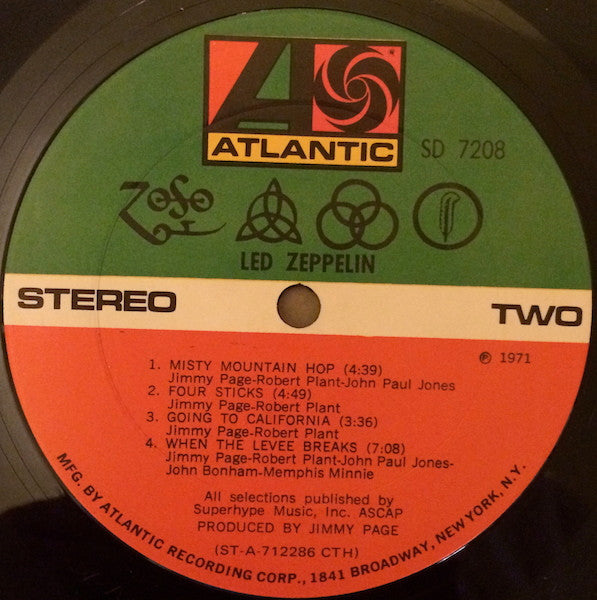 ATLANTIC
SD 7208
LED ZEPPELIN
STEREO
TWO
℗ 1971
1. MISTY MOUNTAIN HOP (4:39)
Jimmy Page-Robert Plant-John Paul Jones
2. FOUR STICKS (4:49)
Jimmy Page-Robert Plant
3. GOING TO CALIFORNIA (3:36)
Jimmy Page-Robert Plant
4. WHEN THE LEVEE BREAKS (7:08)
Jimmy Page-Robert Plant-John Paul Jones-
John Bonham-Memphis Minnie
All selections published by
Superhype Music, Inc. ASCAP
PRODUCED BY JIMMY PAGE
(ST-A-712286 CTH)
MFG. BY ATLANTIC RECORDING CORP., 1841 BROADWAY, NEW YORK, N.Y.